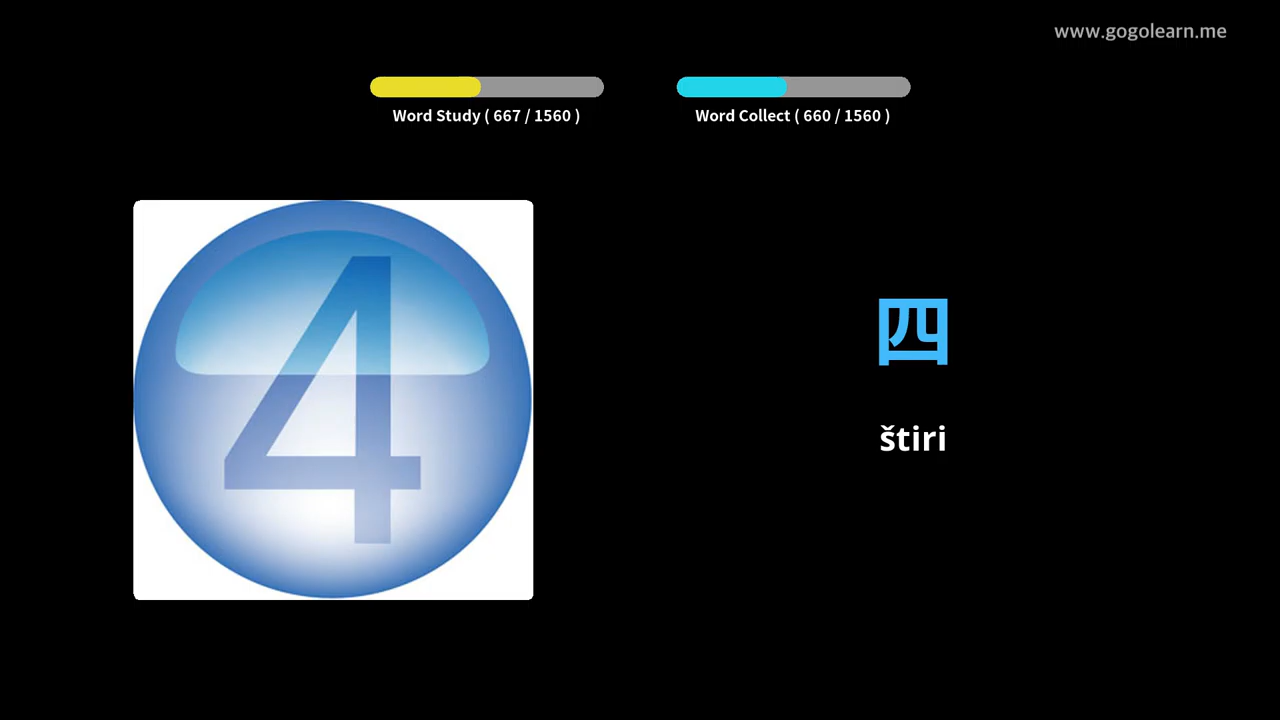 www.gogolearn.me
Word Study ( 667 / 1560 )
Word Collect ( 660 / 1560 )
4
四
štiri